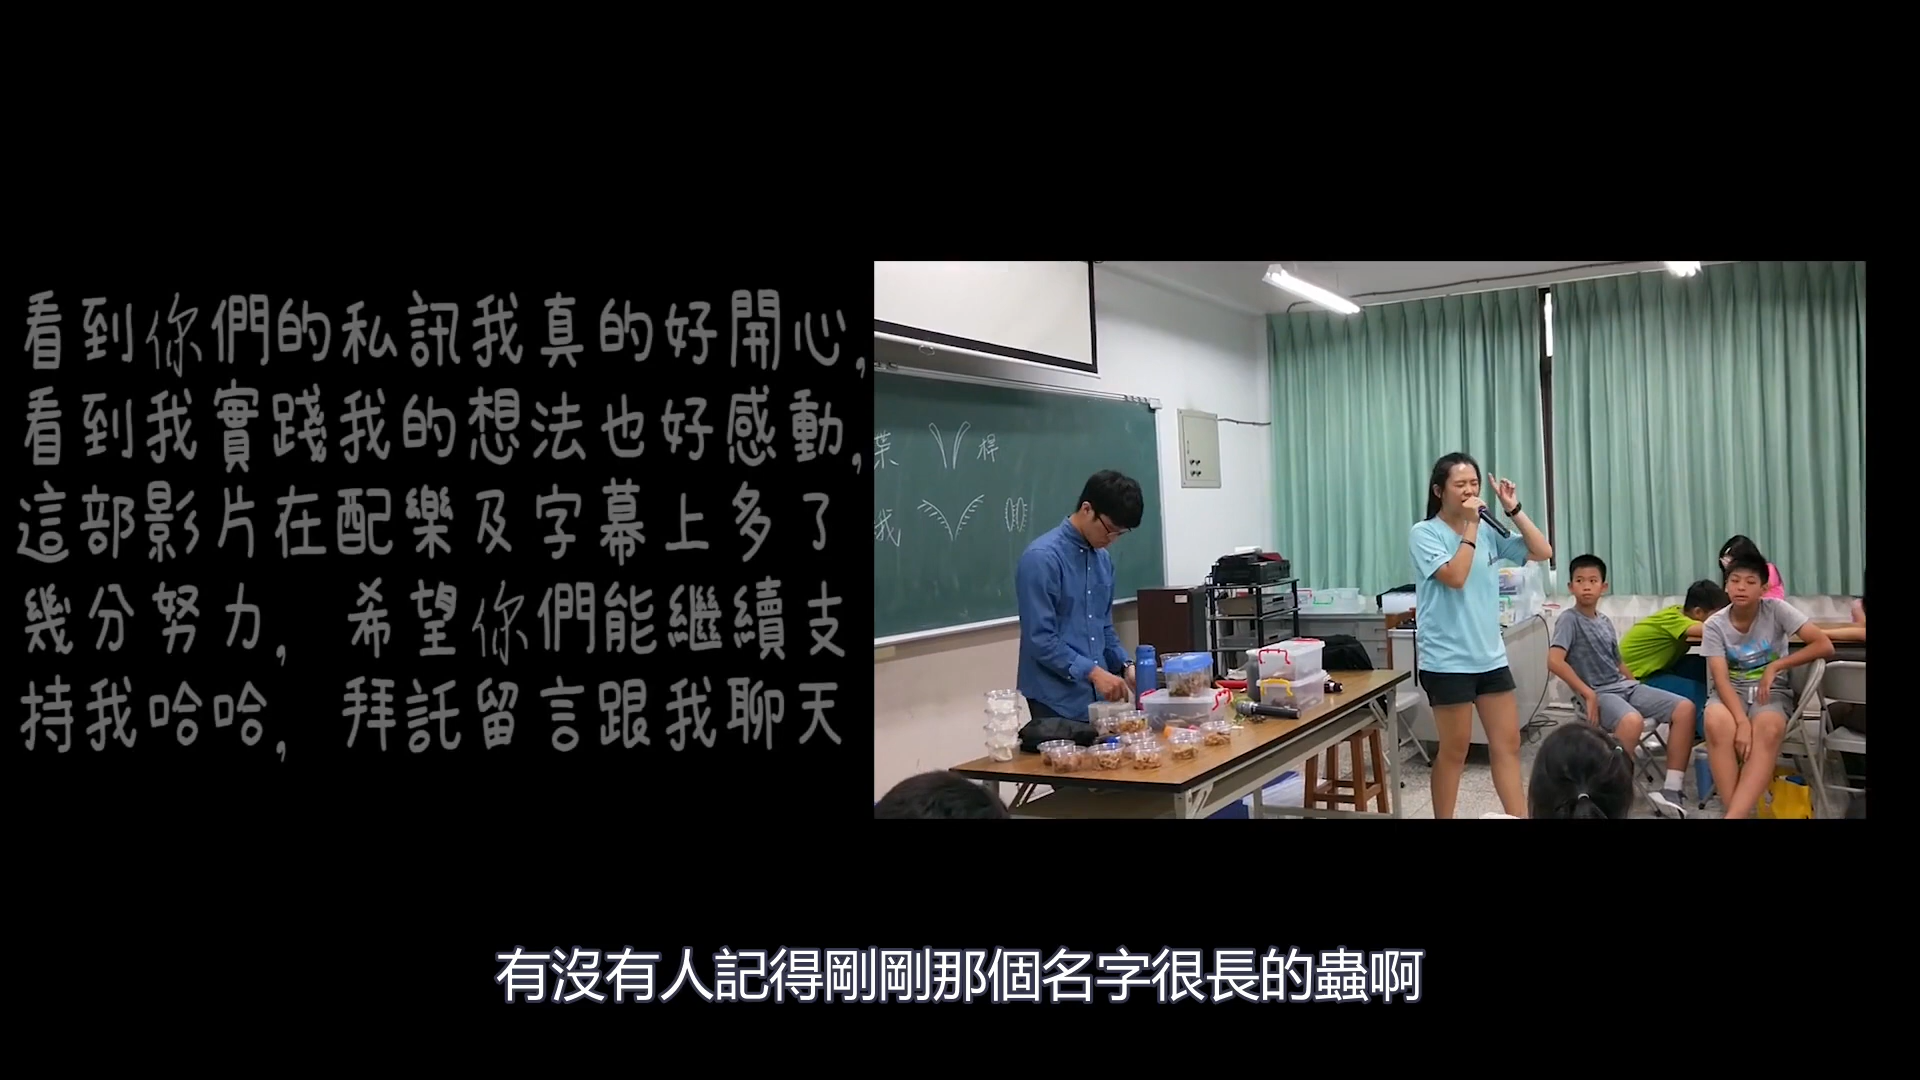 看到你們的私訊我真的好開心,
看到我實踐我的想法也好感動,
這部影片在配樂及字幕上多了
幾分努力, 希望你們能繼續支
持我哈哈, 拜託留言跟我聊天
葉 桿
我
有沒有人記得剛剛那個名字很長的蟲啊